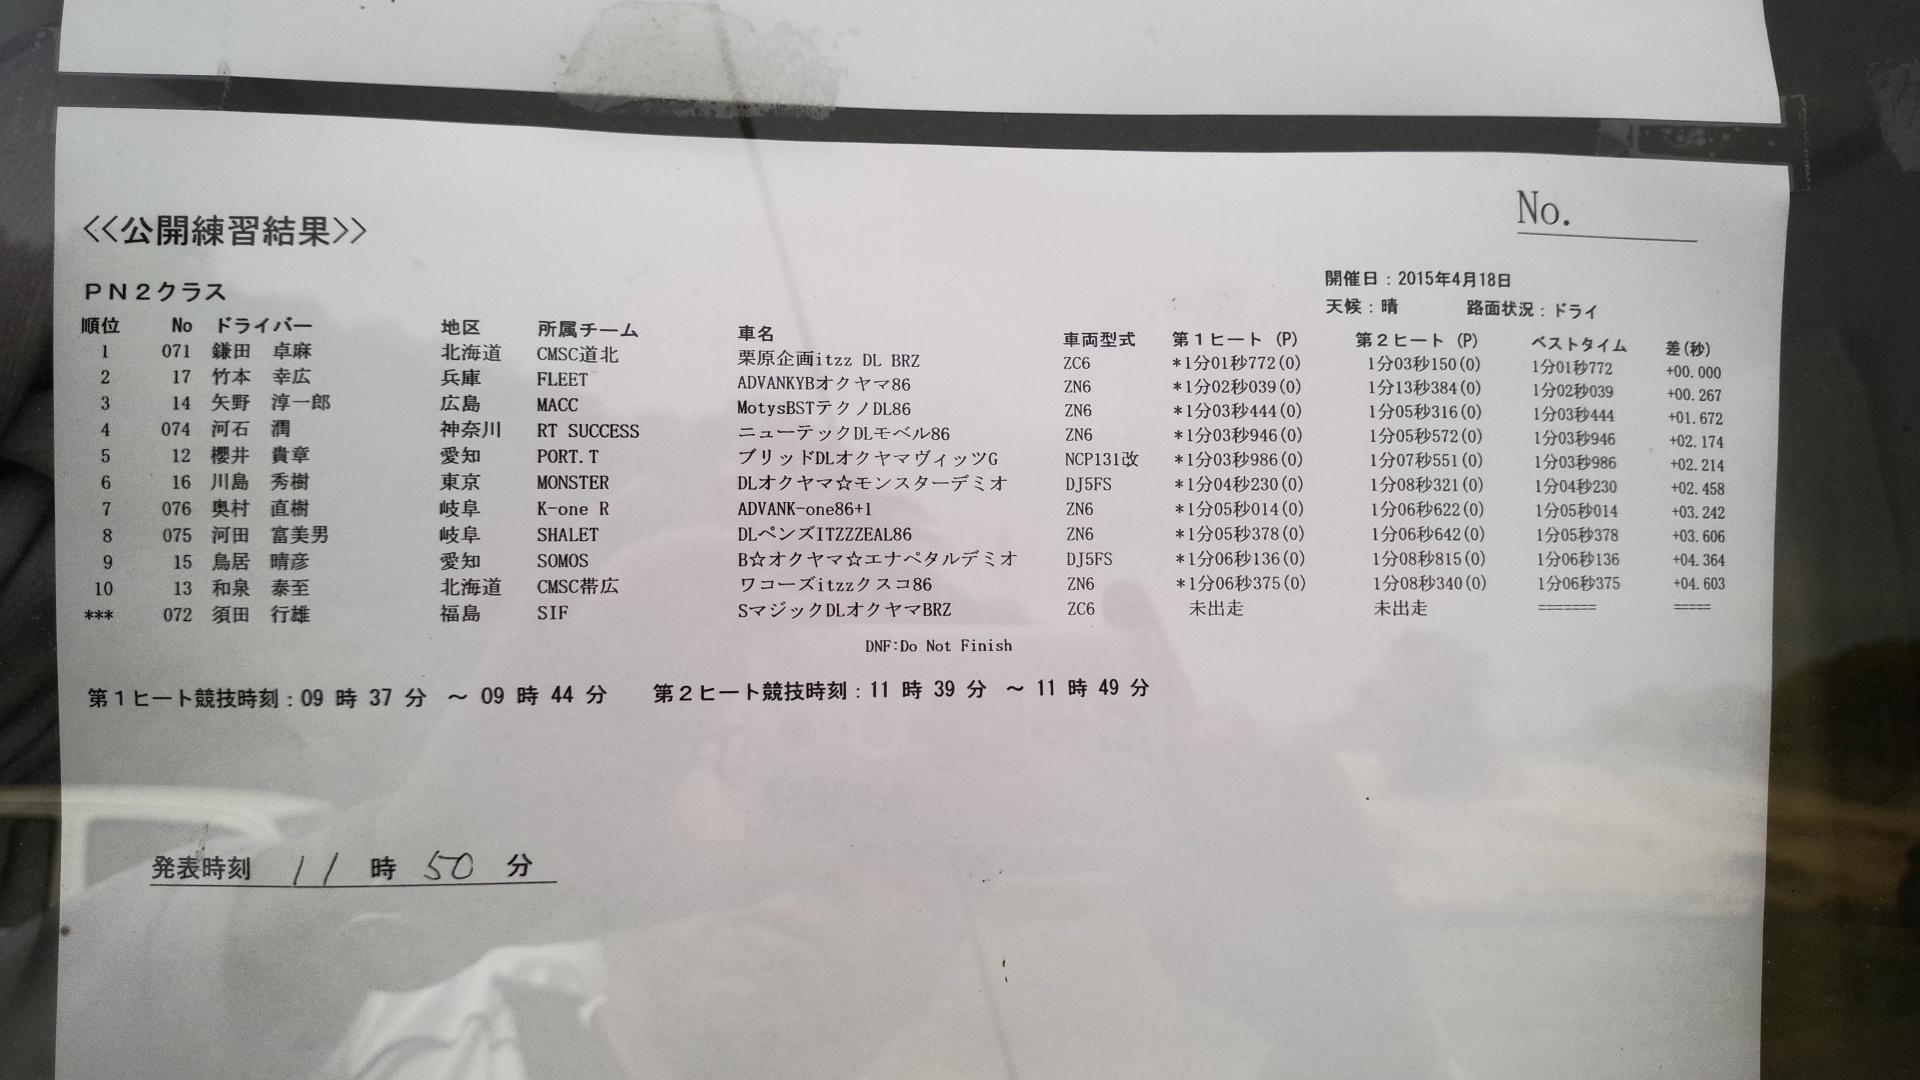 No.
<<公開練習結果>>
開催日：2015年4月18日
PN2クラス
天候：晴 路面状況：ドライ
順位 No ドライバー 地区 所属チーム 車名 車両型式 第1ヒート (P) 第2ヒート (P) ベストタイム 差(秒)
1 071 鎌田 卓麻 北海道 CMSC道北 栗原企画itzz DL BRZ ZC6 *1分01秒772(0) 1分03秒150(0) 1分01秒772 +00.000
2 17 竹本 幸広 兵庫 FLEET ADVANKYBオクヤマ86 ZN6 *1分02秒039(0) 1分13秒384(0) 1分02秒039 +00.267
3 14 矢野 淳一郎 広島 MACC MotysBSTテクノDL86 ZN6 *1分03秒444(0) 1分05秒316(0) 1分03秒444 +01.672
4 074 河石 潤 神奈川 RT SUCCESS ニューテックDLモベル86 ZN6 *1分03秒946(0) 1分05秒572(0) 1分03秒946 +02.174
5 12 櫻井 貴章 愛知 PORT.T ブリッドDLオクヤマヴィッツG NCP131改 *1分03秒986(0) 1分07秒551(0) 1分03秒986 +02.214
6 16 川島 秀樹 東京 MONSTER DLオクヤマ☆モンスターデミオ DJ5FS *1分04秒230(0) 1分08秒321(0) 1分04秒230 +02.458
7 076 奥村 直樹 岐阜 K-one R ADVANK-one86+1 ZN6 *1分05秒014(0) 1分06秒622(0) 1分05秒014 +03.242
8 075 河田 富美男 岐阜 SHALET DLペンズITZZZEAL86 ZN6 *1分05秒378(0) 1分06秒642(0) 1分05秒378 +03.606
9 15 鳥居 晴彦 愛知 SOMOS B☆オクヤマ☆エナペタルデミオ DJ5FS *1分06秒136(0) 1分08秒815(0) 1分06秒136 +04.364
10 13 和泉 泰至 北海道 CMSC帯広 ワコーズitzzクスコ86 ZN6 *1分06秒375(0) 1分08秒340(0) 1分06秒375 +04.603
*** 072 須田 行雄 福島 SIF SマジックDLオクヤマBRZ ZC6 未出走 未出走 ======= =====
DNF:Do Not Finish
第1ヒート競技時刻：09 時 37 分 ～ 09 時 44 分 第2ヒート競技時刻：11 時 39 分 ～ 11 時 49 分
発表時刻 11 時 50 分